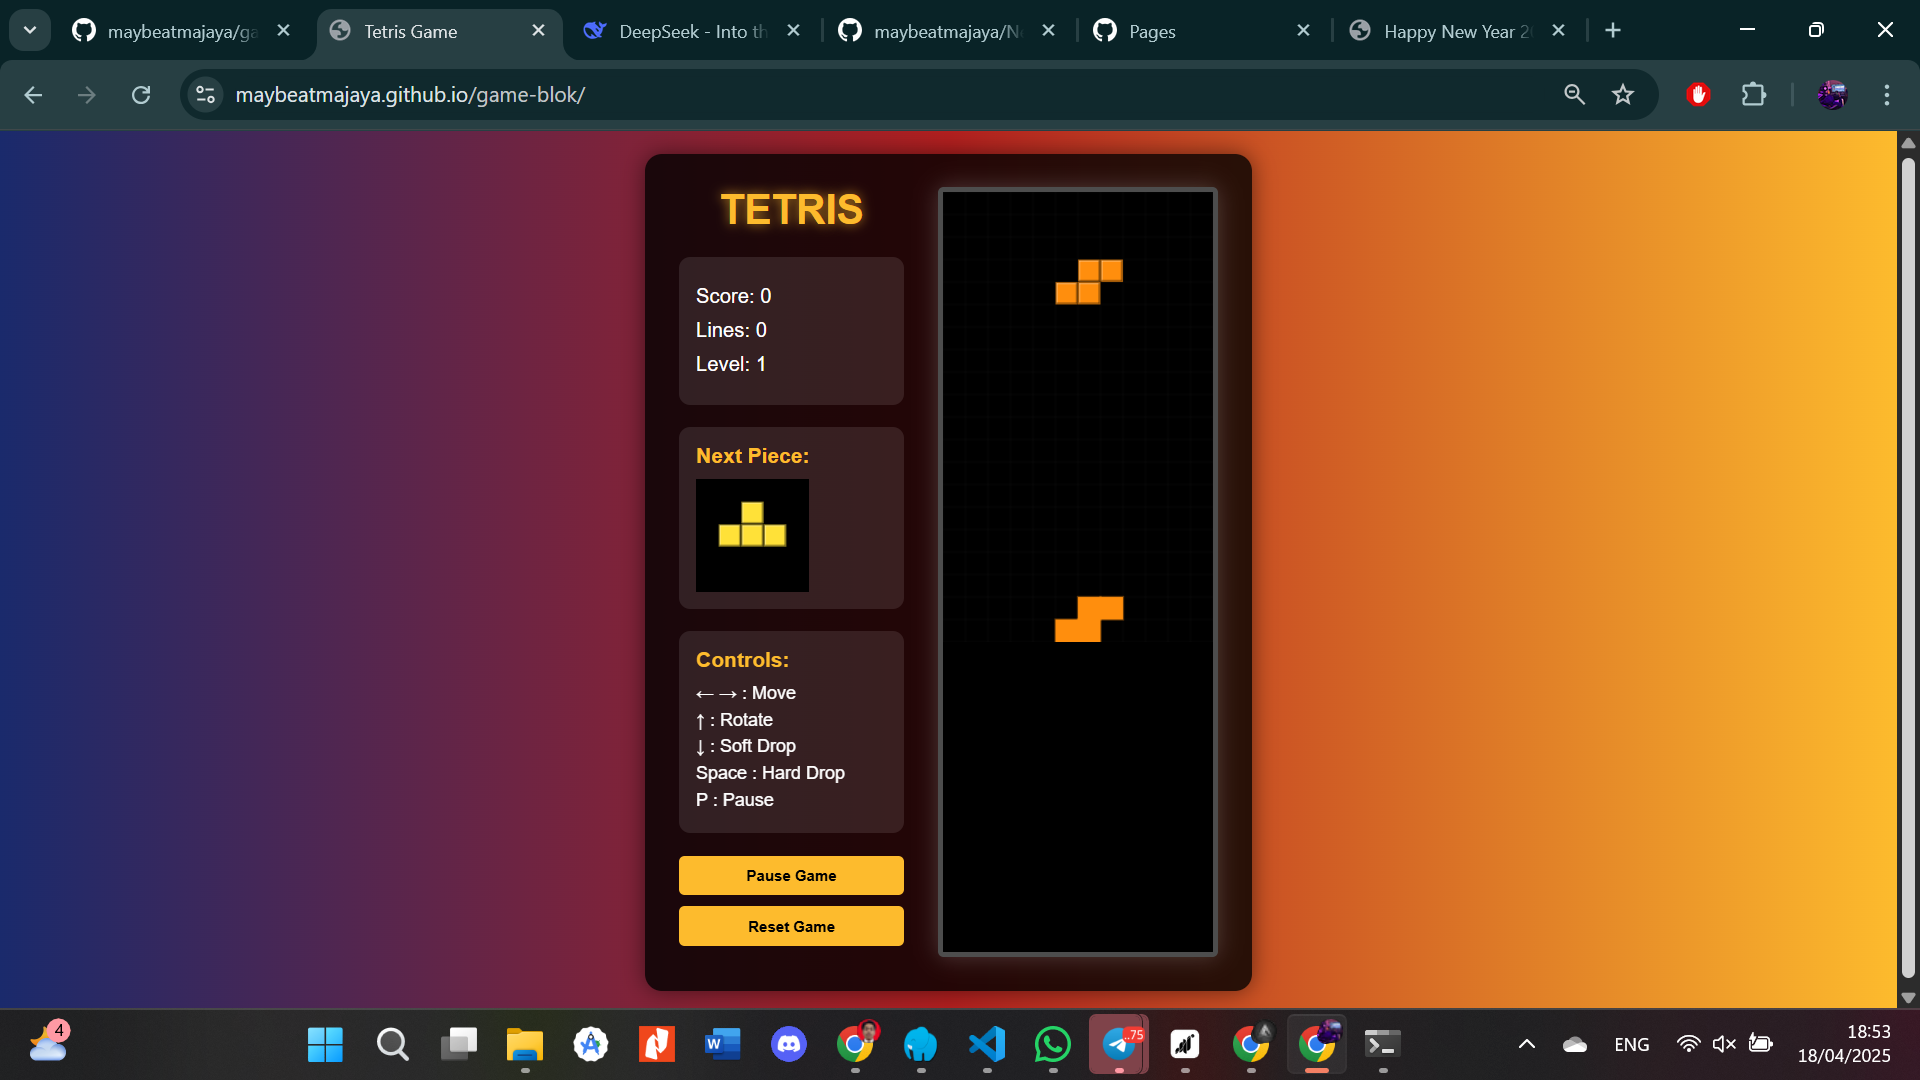 maybeatmajaya/ga
Tetris Game
DeepSeek - Into th
maybeatmajaya/N
Pages
Happy New Year 2
maybeatmajaya.github.io/game-blok/
TETRIS
Score: 0
Lines: 0
Level: 1
Next Piece:
Controls:
←→ : Move
↑ : Rotate
↓ : Soft Drop
Space : Hard Drop
P : Pause
Pause Game
Reset Game
4
W
..75
ENG
18:53
18/04/2025